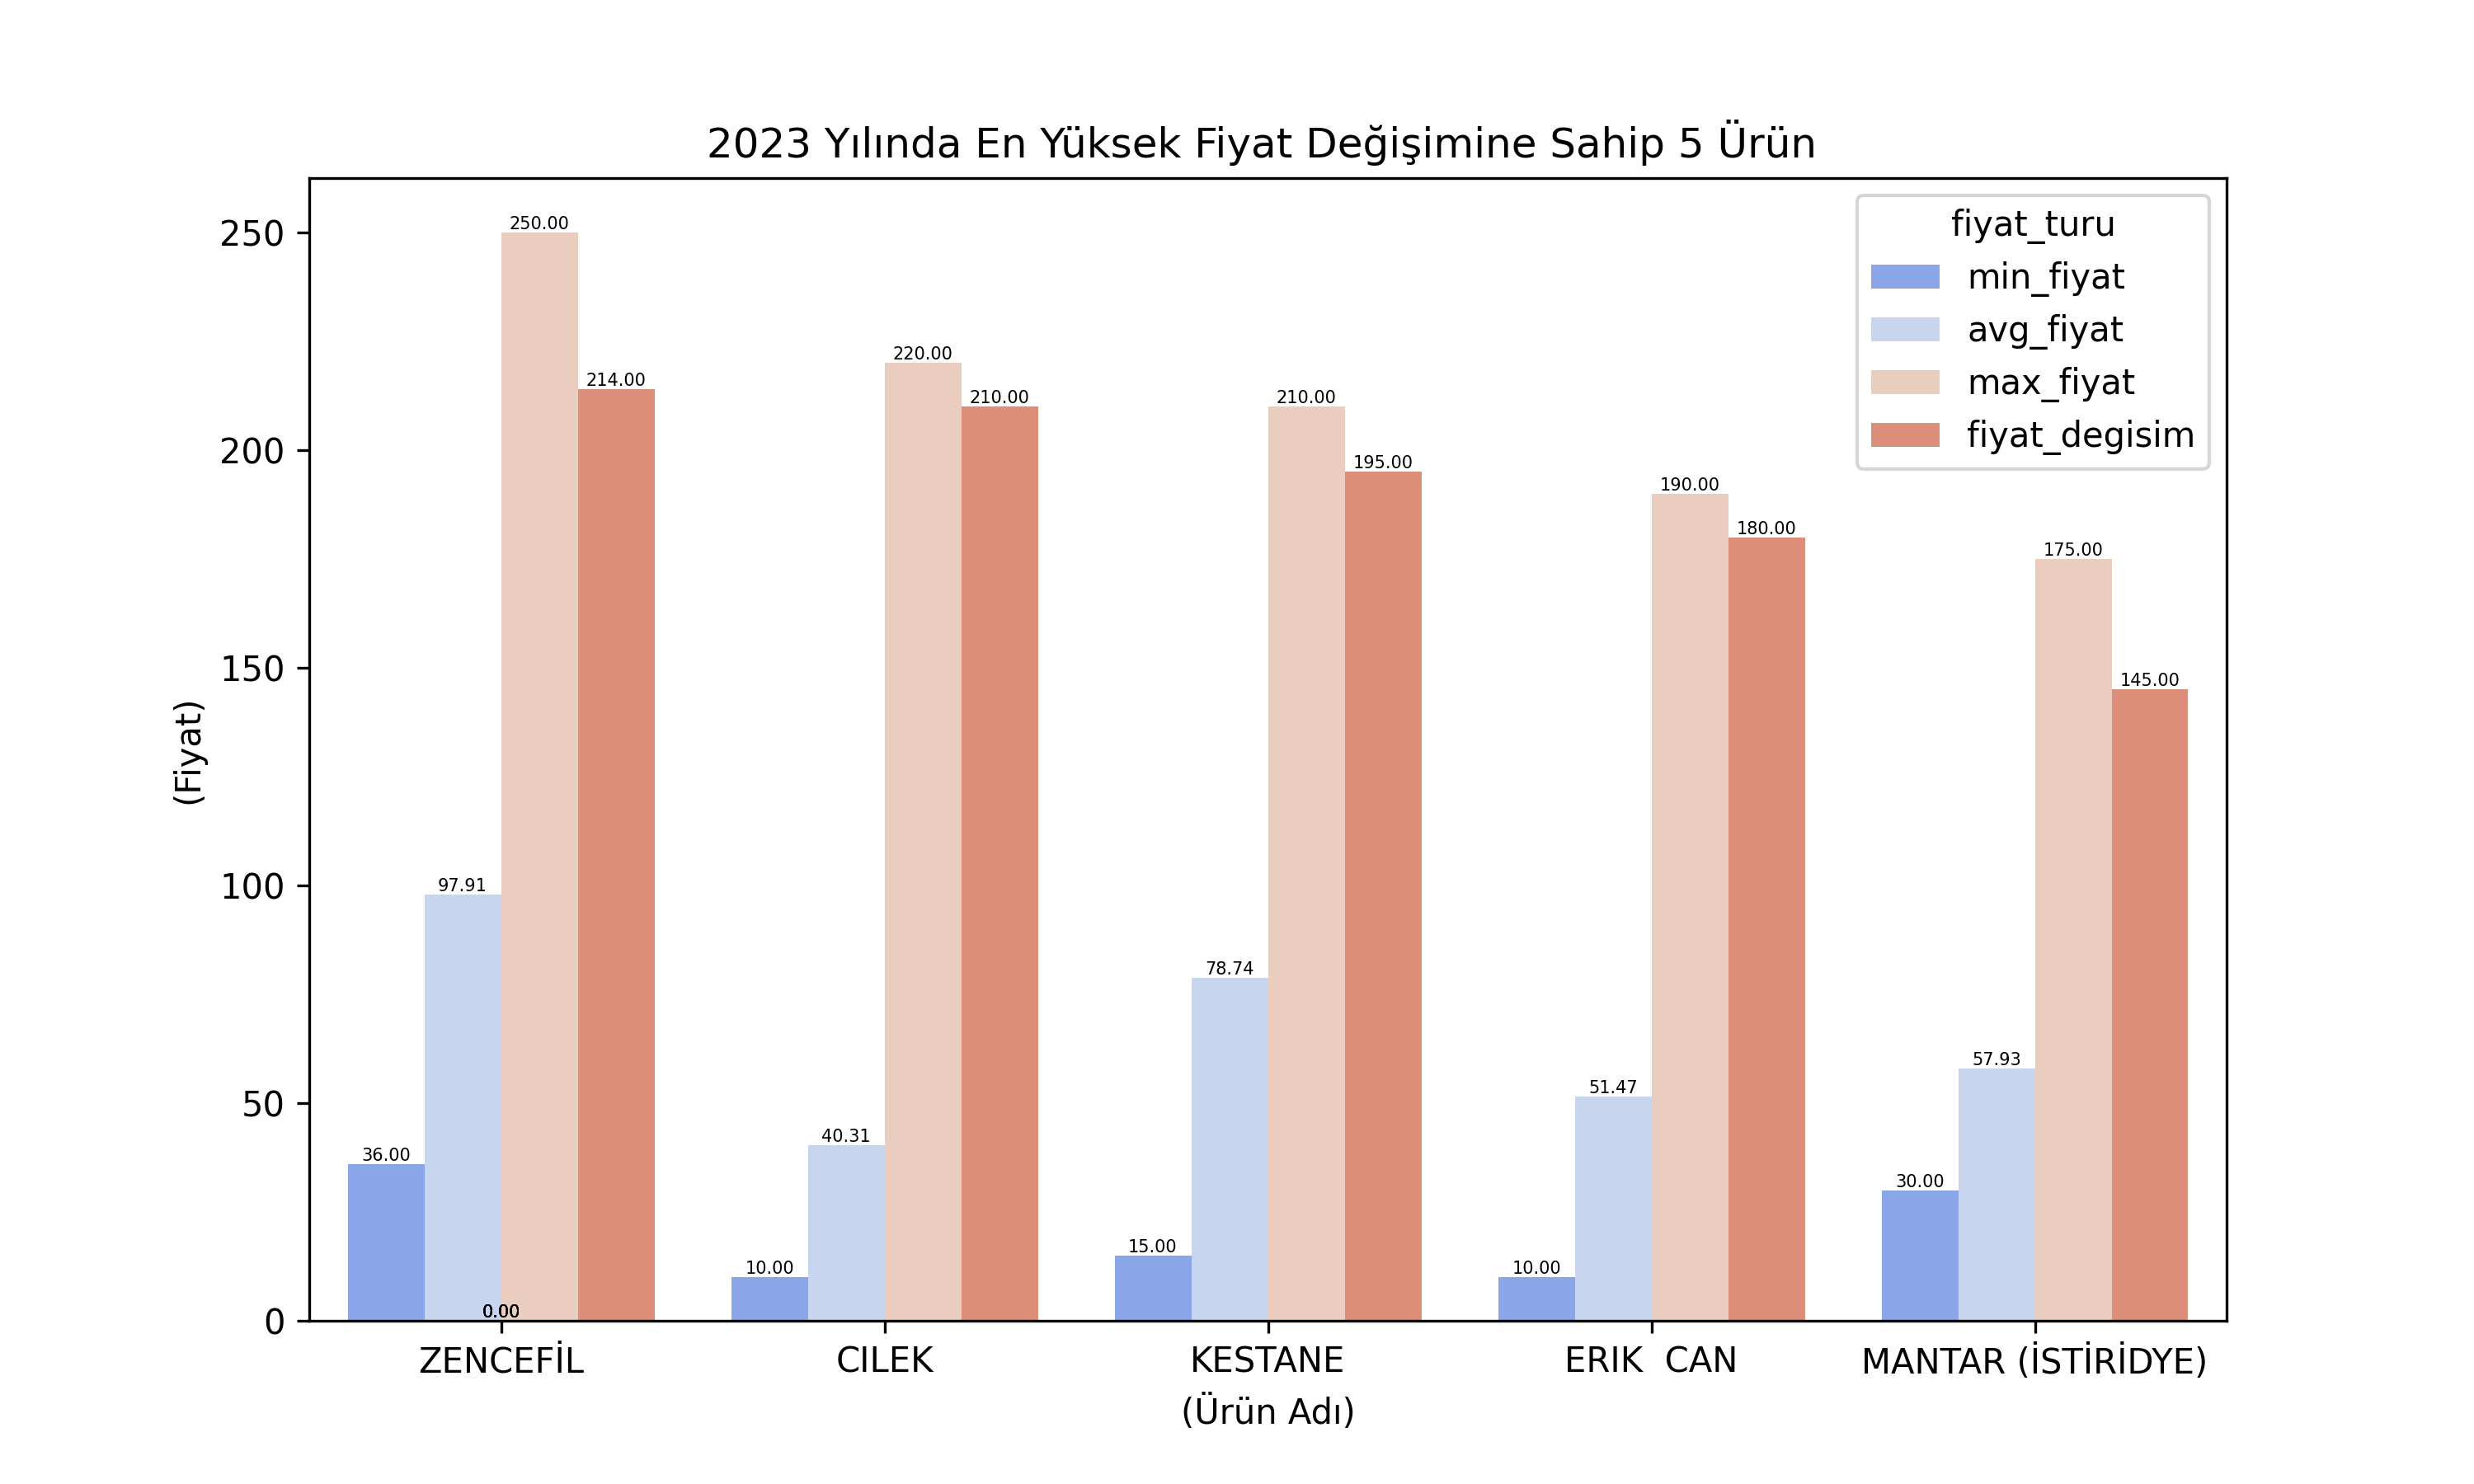 2023 Yılında En Yüksek Fiyat Değişimine Sahip 5 Ürün
fiyat_turu
min_fiyat
avg_fiyat
max_fiyat
fiyat_degisim
(Fiyat)
250
200
150
100
50
0
36.00
97.91
250.00
214.00
0.00
10.00
40.31
220.00
210.00
15.00
78.74
210.00
195.00
10.00
51.47
190.00
180.00
30.00
57.93
175.00
145.00
ZENCEFİL
CILEK
KESTANE
ERIK  CAN
MANTAR (İSTİRİDYE)
(Ürün Adı)